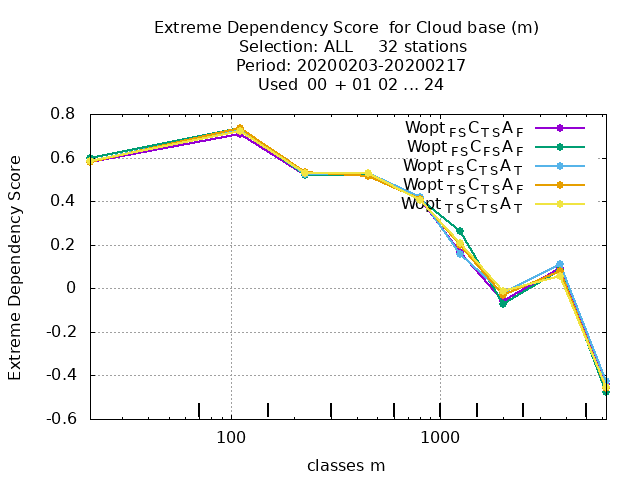 Extreme Dependency Score  for Cloud base (m)
Selection: ALL     32 stations
Period: 20200203-20200217
Used  00 + 01 02 ... 24
Extreme Dependency Score
0.8
0.6
0.4
0.2
0
-0.2
-0.4
-0.6
Wopt FS C TS A F
Wopt FS C FS A F
Wopt FS C TS A T
Wopt TS C TS A F
Wopt TS C TS A T
100
1000
classes m